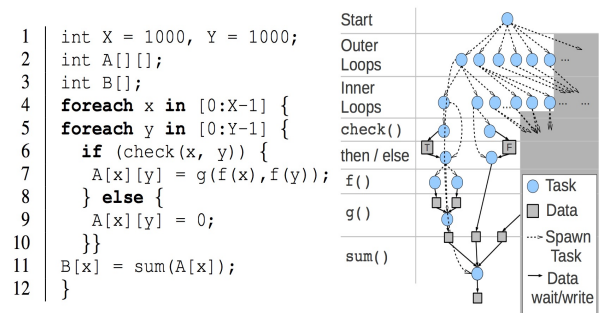 1 int X = 1000, Y = 1000;
2 int A[][];
3 int B[];
4 foreach x in [0:X-1] {
5 foreach y in [0:Y-1] {
6 if (check(x, y)) {
7 A[x][y] = g(f(x),f(y));
8 } else {
9 A[x][y] = 0;
10 }}
11 B[x] = sum(A[x]);
12 }
Start
Outer
Loops
...
Inner
Loops
... ...
check()
T F
then / else
f()
g()
sum()
Task
Data
Spawn
Task
Data
wait/write